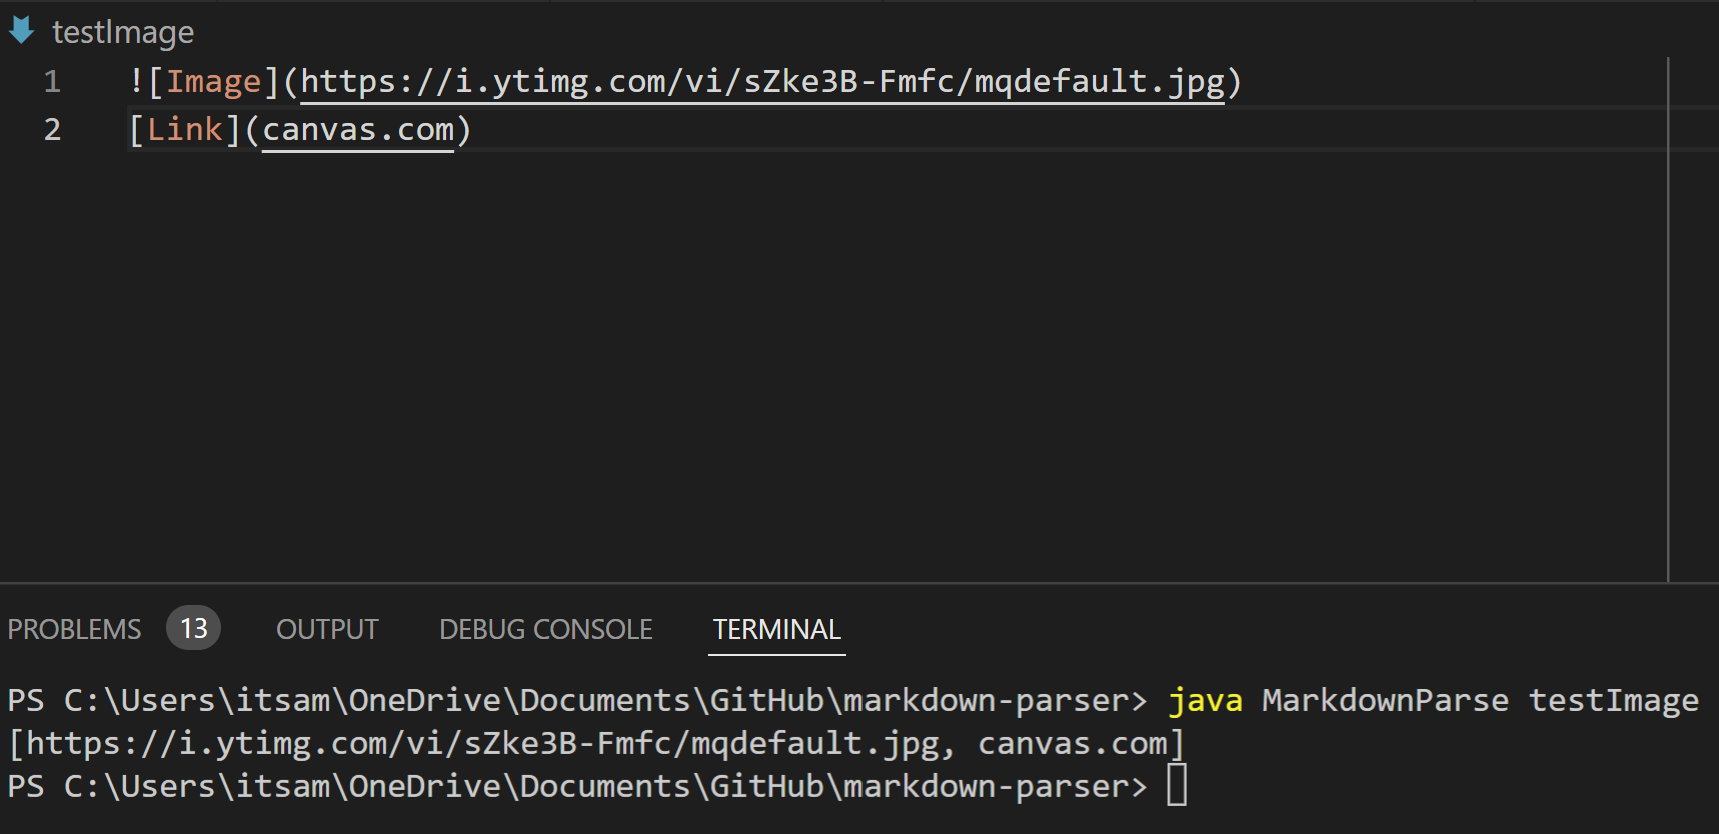 testImage
1 ![Image](https://i.ytimg.com/vi/sZke3B-Fmfc/mqdefault.jpg)
2 [Link](canvas.com)
PROBLEMS 13 OUTPUT DEBUG CONSOLE TERMINAL
PS C:\Users\itsam\OneDrive\Documents\GitHub\markdown-parser> java MarkdownParse testImage
[https://i.ytimg.com/vi/sZke3B-Fmfc/mqdefault.jpg, canvas.com]
PS C:\Users\itsam\OneDrive\Documents\GitHub\markdown-parser>